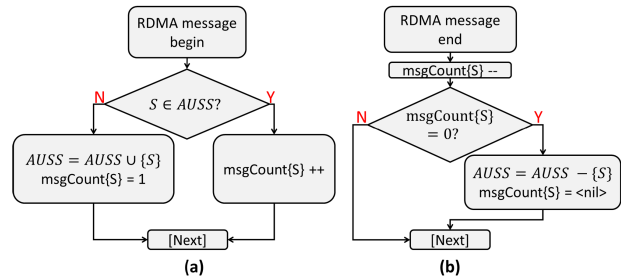 RDMA message
begin
N
S ∈ AUSS?
Y
AUSS = AUSS ∪ {S}
msgCount{S} = 1
msgCount{S} ++
[Next]
(a)
RDMA message
end
msgCount{S} --
N
msgCount{S}
= 0?
Y
AUSS = AUSS − {S}
msgCount{S} = <nil>
[Next]
(b)